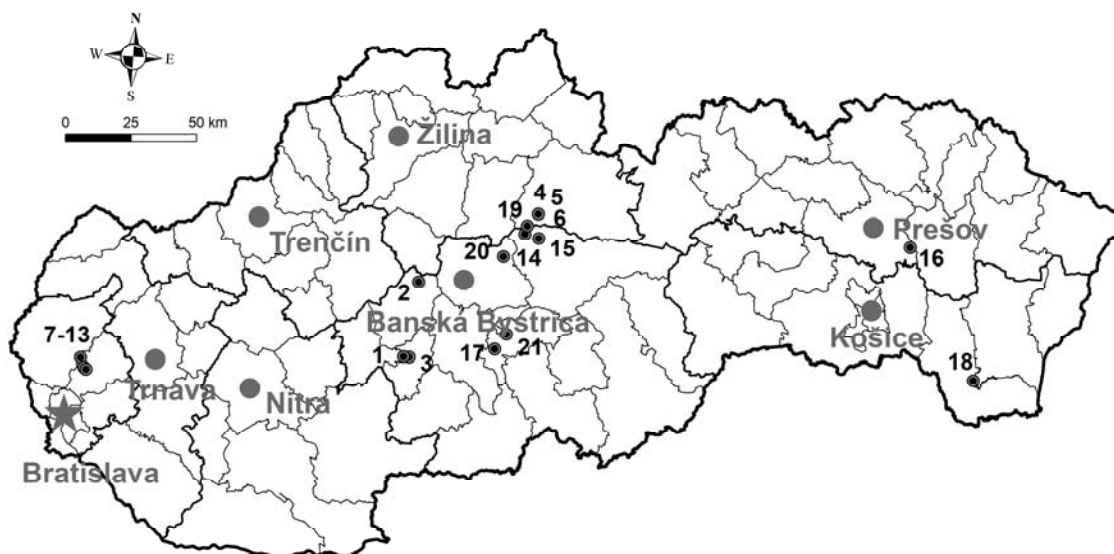 N
W
E
S
0 25 50 km
Žilina
4
5
19
6
Trenčín
20
14
15
Prešov
16
2
Banská Bystrica
Košice
7-13
1
3
17
21
18
Trnava
Nitra
Bratislava